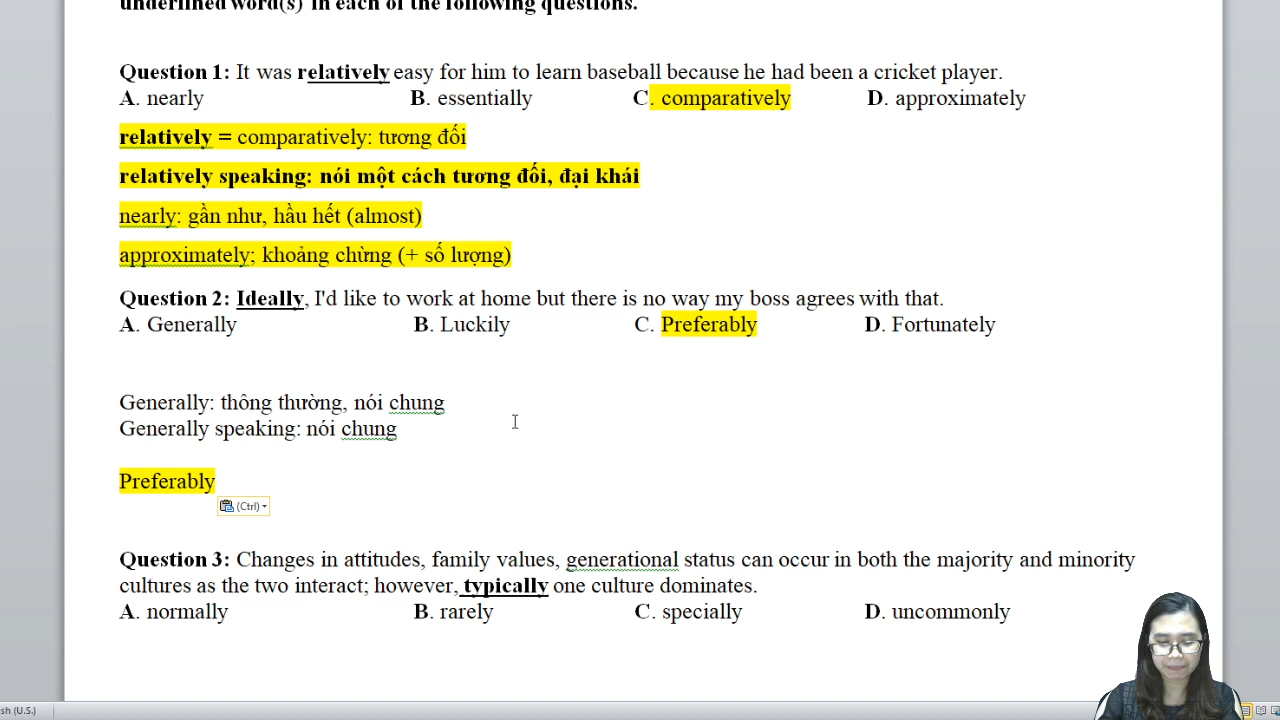 underlined word(s) in each of the following questions.
Question 1: It was relatively easy for him to learn baseball because he had been a cricket player.
A. nearly B. essentially C. comparatively D. approximately
relatively = comparatively: tương đối
relatively speaking: nói một cách tương đối, đại khái
nearly: gần như, hầu hết (almost)
approximately; khoảng chừng (+ số lượng)
Question 2: Ideally, I'd like to work at home but there is no way my boss agrees with that.
A. Generally B. Luckily C. Preferably D. Fortunately
Generally: thông thường, nói chung
Generally speaking: nói chung
Preferably
(Ctrl)
Question 3: Changes in attitudes, family values, generational status can occur in both the majority and minority
cultures as the two interact; however, typically one culture dominates.
A. normally B. rarely C. specially D. uncommonly
sh (U.S.)